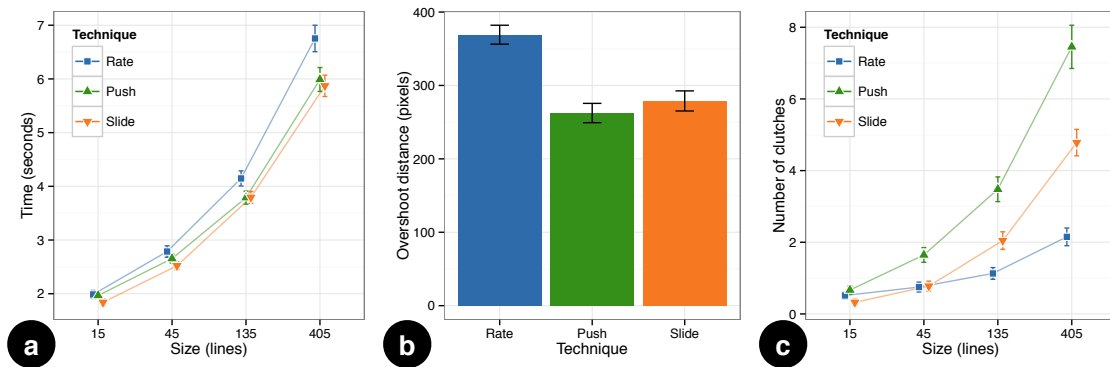 7
6
5
4
3
2
Time (seconds)
Technique
Rate
Push
Slide
15 45 135 405
Size (lines)
a
400
300
200
100
0
Overshoot distance (pixels)
Rate Push Slide
Technique
b
8
6
4
2
0
Number of clutches
Technique
Rate
Push
Slide
15 45 135 405
Size (lines)
c